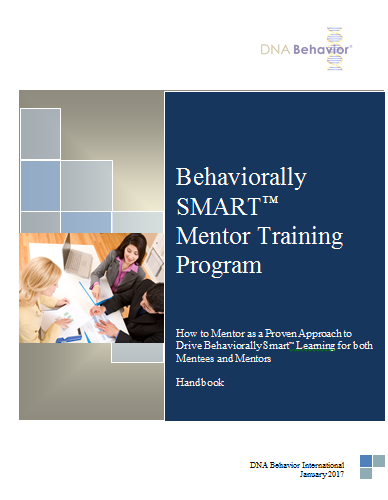 DNA Behavior®
Behaviorally
SMART™
Mentor Training
Program
How to Mentor as a Proven Approach to
Drive Behaviorally Smart™ Learning for both
Mentees and Mentors
Handbook
DNA Behavior International
January 2017